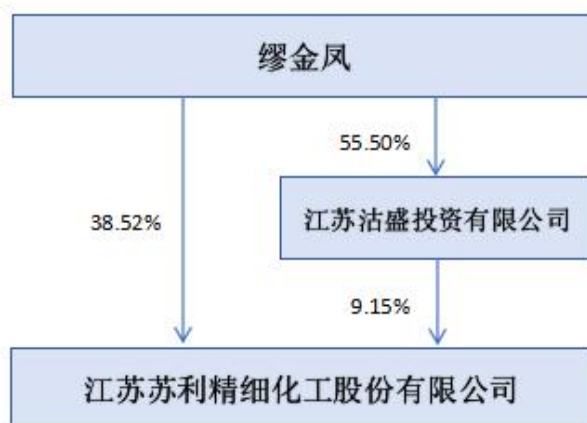 缪金凤
55.50%
38.52%
江苏沽盛投资有限公司
9.15%
江苏苏利精细化工股份有限公司